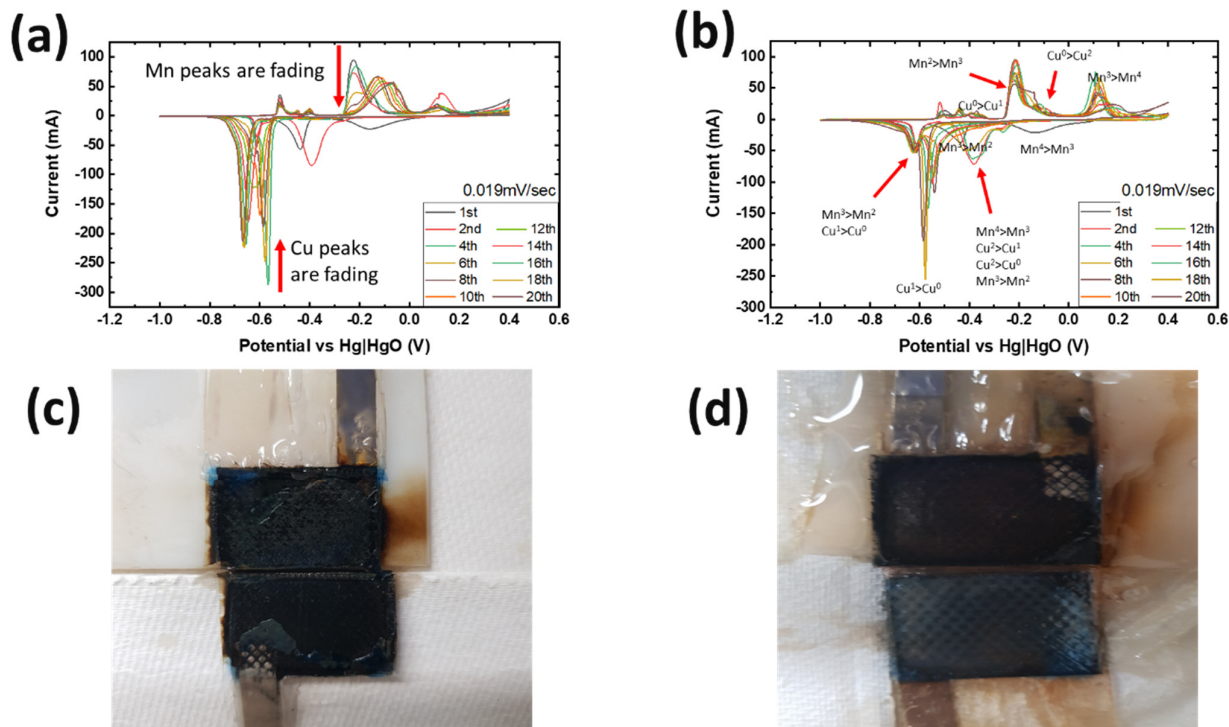 (a)
Mn peaks are fading
Cu peaks
are fading
0.019mV/sec
1st
2nd
4th
6th
8th
10th
12th
14th
16th
18th
20th
100
50
0
-50
-100
-150
-200
-250
-300
Current (mA)
-1.2 -1.0 -0.8 -0.6 -0.4 -0.2 0.0 0.2 0.4 0.6
Potential vs Hg|HgO (V)
(b)
Mn²>Mn³
Cu⁰>Cu²
Mn³>Mn⁴
Cu⁰>Cu¹
Mn³>Mn²
Mn⁴>Mn³
Mn³>Mn²
Cu¹>Cu⁰
Mn⁴>Mn³
Cu²>Cu¹
Cu²>Cu⁰
Mn³>Mn²
Cu¹>Cu⁰
0.019mV/sec
1st
2nd
4th
6th
8th
10th
12th
14th
16th
18th
20th
100
50
0
-50
-100
-150
-200
-250
-300
Current (mA)
-1.2 -1.0 -0.8 -0.6 -0.4 -0.2 0.0 0.2 0.4 0.6
Potential vs Hg|HgO (V)
(c)
(d)